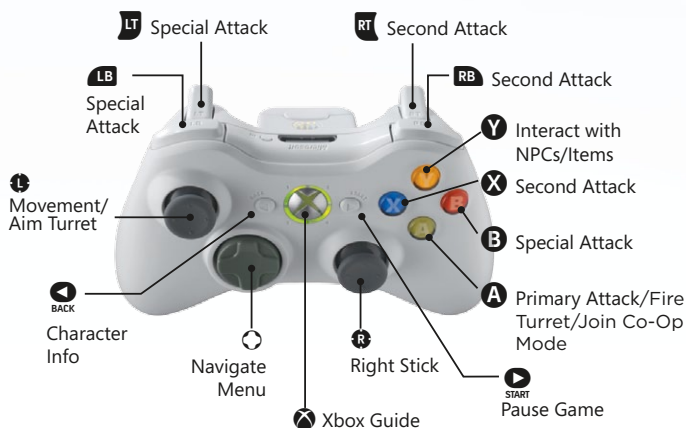 LT Special Attack
RT Second Attack
LB
Special
Attack
RB Second Attack
Y Interact with
NPCs/Items
X Second Attack
L
Movement/
Aim Turret
B Special Attack
A Primary Attack/Fire
Turret/Join Co-Op
Mode
BACK
Character
Info
Navigate
Menu
R
Right Stick
START
Pause Game
Xbox Guide
Y
X
B
A